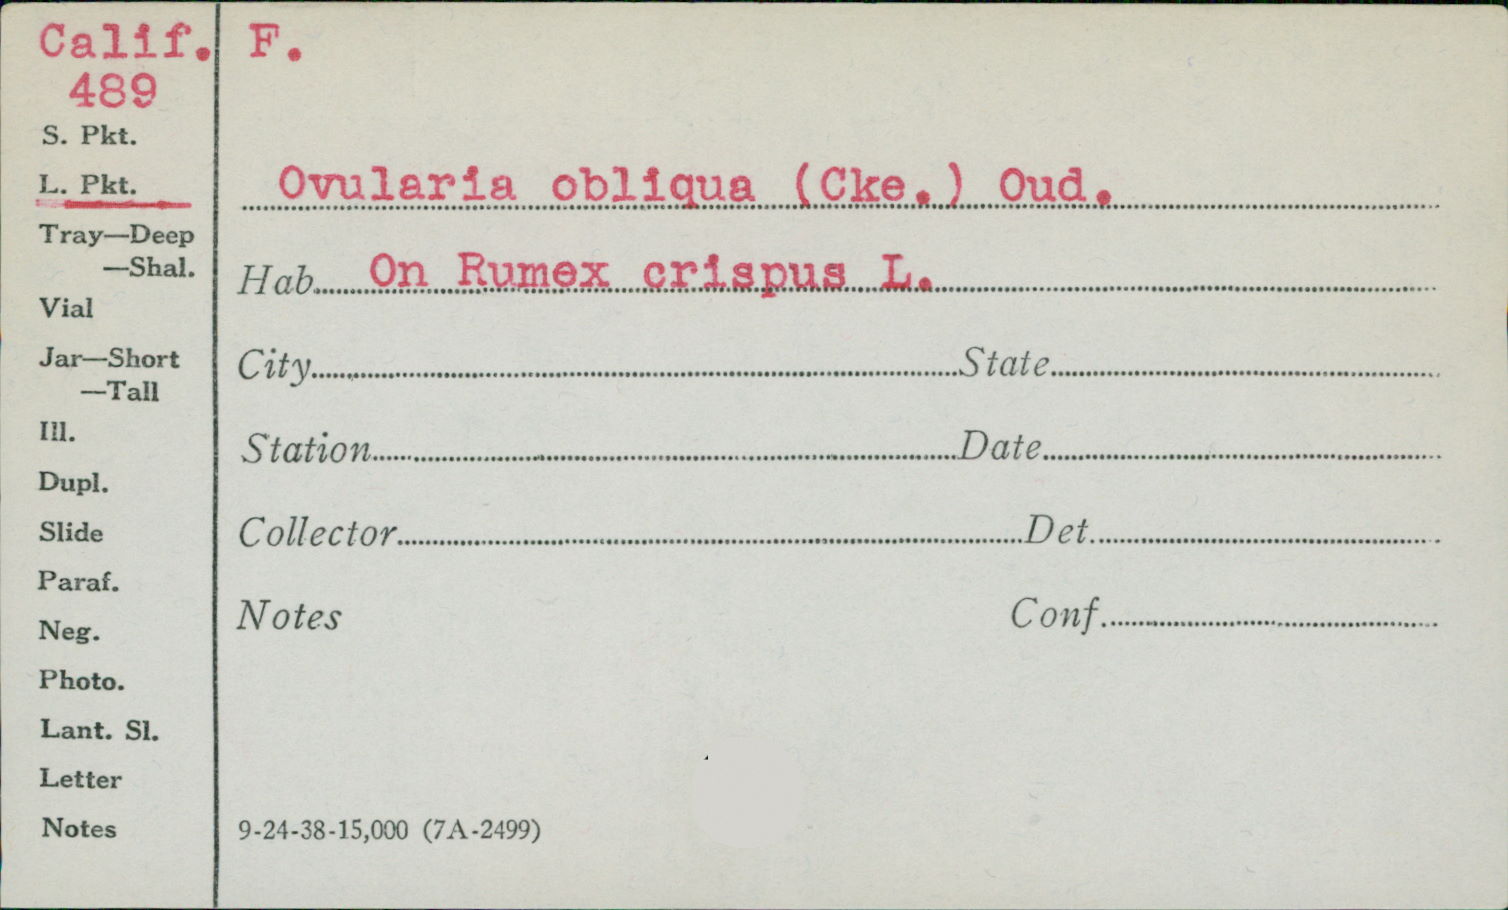 Calif. F.
489
S. Pkt.
L. Pkt.
Ovularia obliqua (Cke.) Oud.
Tray—Deep
—Shal.
Hab. On Rumex crispus L.
Vial
Jar—Short
—Tall
City State
Ill.
Station Date
Dupl.
Slide
Collector Det.
Paraf.
Neg.
Notes Conf.
Photo.
Lant. Sl.
Letter
Notes
9-24-38-15,000 (7A-2499)